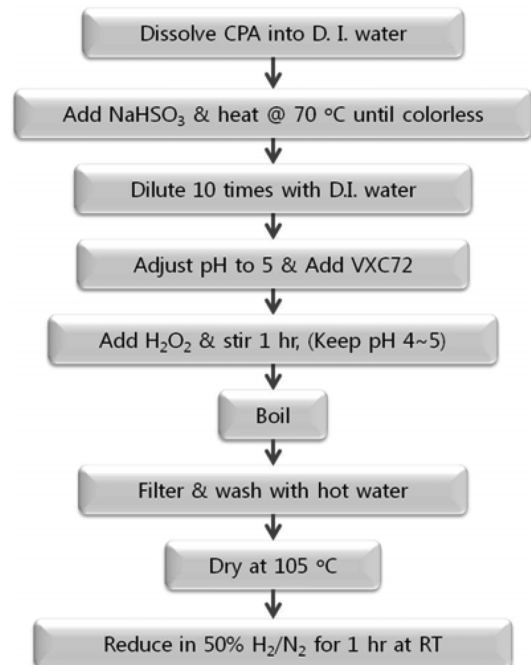 Dissolve CPA into D. I. water
Add NaHSO₃ & heat @ 70 ºC until colorless
Dilute 10 times with D.I. water
Adjust pH to 5 & Add VXC72
Add H₂O₂ & stir 1 hr, (Keep pH 4~5)
Boil
Filter & wash with hot water
Dry at 105 ºC
Reduce in 50% H₂/N₂ for 1 hr at RT